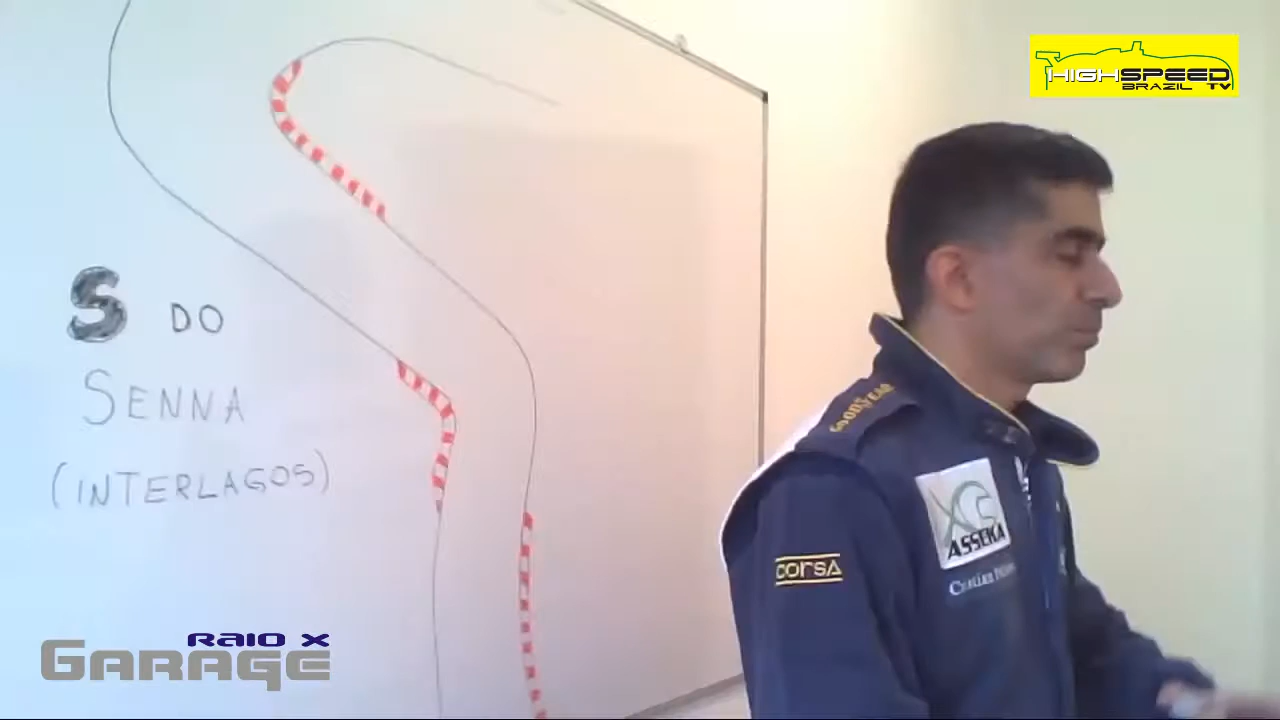 HIGHSPEED
BRAZIL TV
S DO
SENNA
(INTERLAGOS)
GOODYEAR
ASSEKA
CORSA
RAIO X
GARAGE